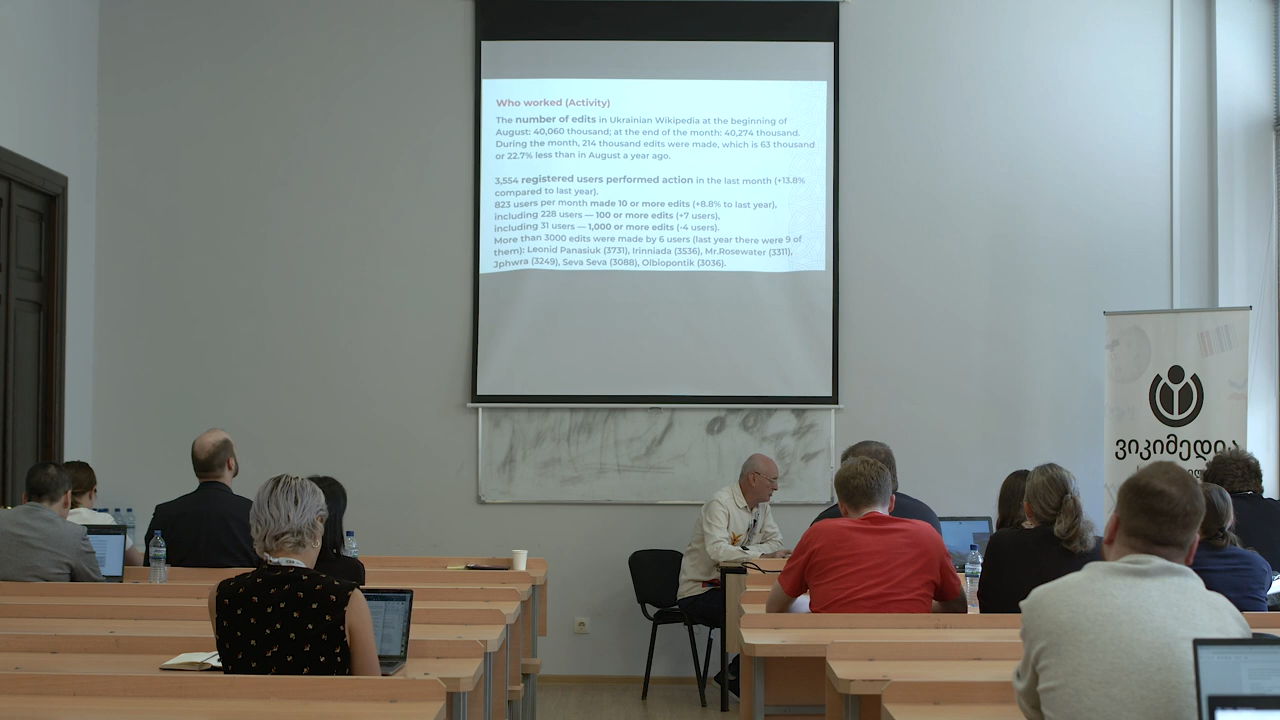 Who worked (Activity)
The number of edits in Ukrainian Wikipedia at the beginning of
August: 40,060 thousand; at the end of the month: 40,274 thousand.
During the month, 214 thousand edits were made, which is 63 thousand
or 22.7% less than in August a year ago.
3,554 registered users performed action in the last month (+13.8%
compared to last year).
823 users per month made 10 or more edits (+8.8% to last year),
including 228 users — 100 or more edits (+7 users),
including 31 users — 1,000 or more edits (-4 users).
More than 3000 edits were made by 6 users (last year there were 9 of
them): Leonid Panasiuk (3731), Irinniada (3536), Mr.Rosewater (3311),
Jphwra (3249), Seva Seva (3088), Olbiopontik (3036).
ვიკიმედია